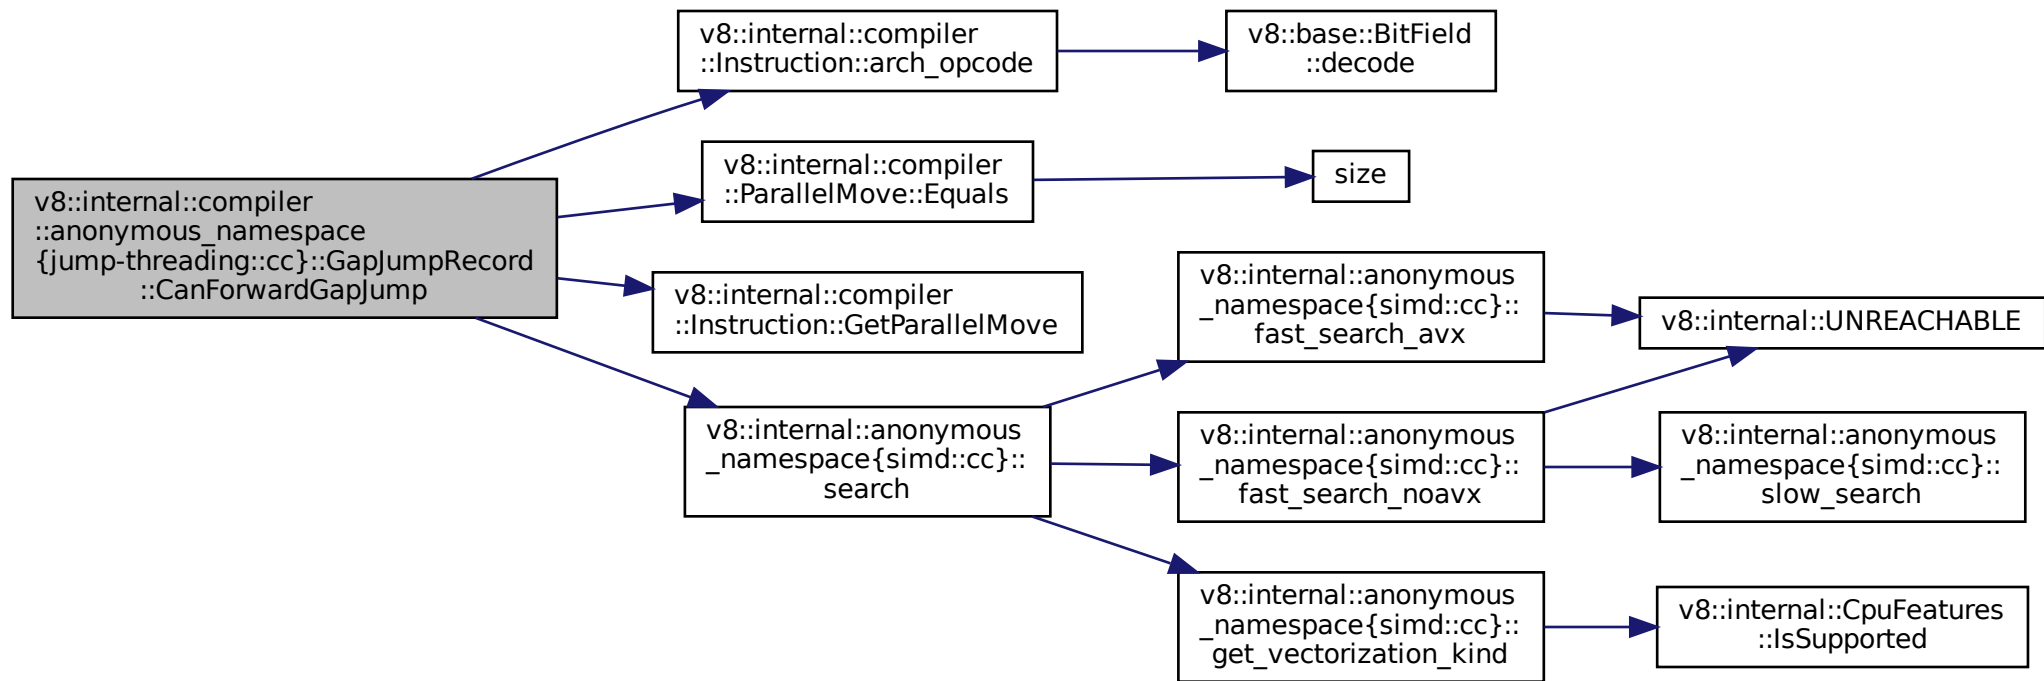 v8::internal::compiler
::anonymous_namespace
{jump-threading::cc}::GapJumpRecord
::CanForwardGapJump
v8::internal::compiler
::Instruction::arch_opcode
v8::base::BitField
::decode
v8::internal::compiler
::ParallelMove::Equals
size
v8::internal::compiler
::Instruction::GetParallelMove
v8::internal::anonymous
_namespace{simd::cc}::
search
v8::internal::anonymous
_namespace{simd::cc}::
fast_search_avx
v8::internal::UNREACHABLE
v8::internal::anonymous
_namespace{simd::cc}::
fast_search_noavx
v8::internal::anonymous
_namespace{simd::cc}::
slow_search
v8::internal::anonymous
_namespace{simd::cc}::
get_vectorization_kind
v8::internal::CpuFeatures
::IsSupported